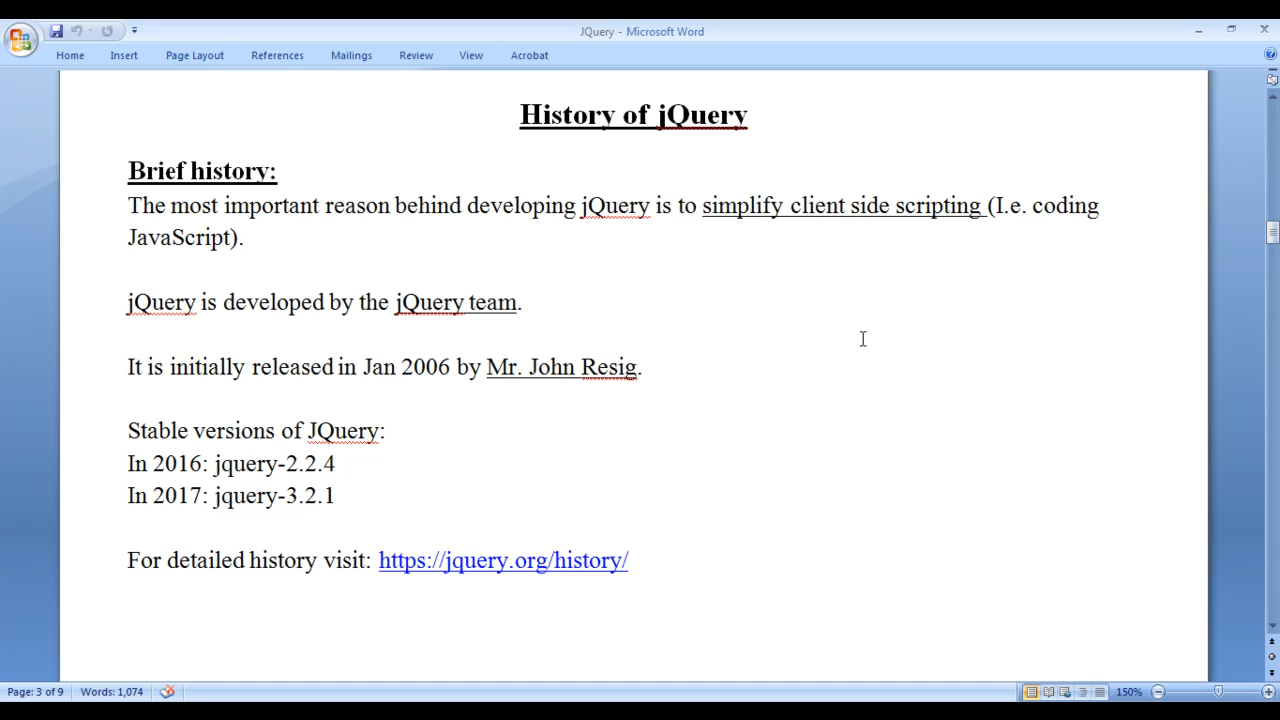 JQuery - Microsoft Word
Home Insert Page Layout References Mailings Review View Acrobat
History of jQuery
Brief history:
The most important reason behind developing jQuery is to simplify client side scripting (I.e. coding
JavaScript).
jQuery is developed by the jQuery team.
It is initially released in Jan 2006 by Mr. John Resig.
Stable versions of JQuery:
In 2016: jquery-2.2.4
In 2017: jquery-3.2.1
For detailed history visit: https://jquery.org/history/
Page: 3 of 9 Words: 1,074 150%